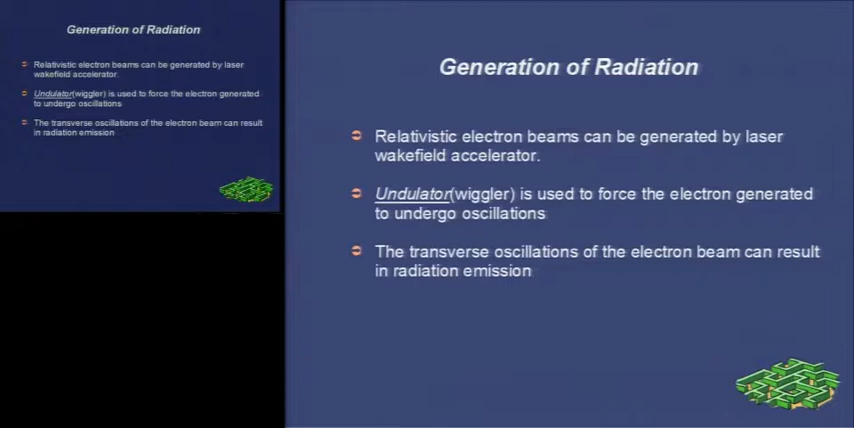 Generation of Radiation
Relativistic electron beams can be generated by laser
wakefield accelerator.
Undulator(wiggler) is used to force the electron generated
to undergo oscillations
The transverse oscillations of the electron beam can result
in radiation emission
Generation of Radiation
Relativistic electron beams can be generated by laser
wakefield accelerator.
Undulator(wiggler) is used to force the electron generated
to undergo oscillations
The transverse oscillations of the electron beam can result
in radiation emission